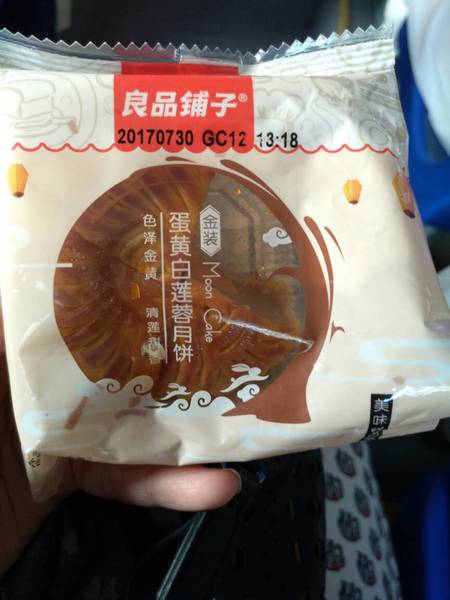 良品铺子®
20170730 GC12 13:18
金装
Moon Cake
蛋黄白莲蓉月饼
色泽金黄 清莲甜
美味